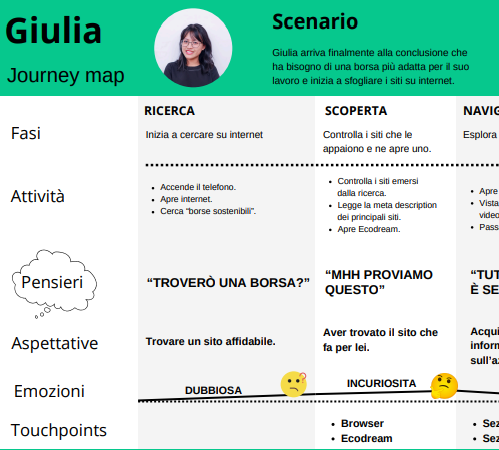 Giulia
Journey map
Scenario
Giulia arriva finalmente alla conclusione che
ha bisogno di una borsa più adatta per il suo
lavoro e inizia a sfogliare i siti su internet.
RICERCA
SCOPERTA
NAVIG
Fasi
Inizia a cercare su internet
Controlla i siti che le
appaiono e ne apre uno.
Esplora
Attività
Accende il telefono.
Apre internet.
Cerca “borse sostenibili”.
Controlla i siti emersi
dalla ricerca.
Legge la meta description
dei principali siti.
Apre Ecodream.
Apre
Vista
video
Pass
Pensieri
“TROVERÒ UNA BORSA?”
“MHH PROVIAMO
QUESTO”
“TUT
È SE
Aspettative
Trovare un sito affidabile.
Aver trovato il sito che
fa per lei.
Acqui
inform
sull’az
Emozioni
DUBBIOSA
INCURIOSITA
Touchpoints
Browser
Ecodream
Sez
Sez